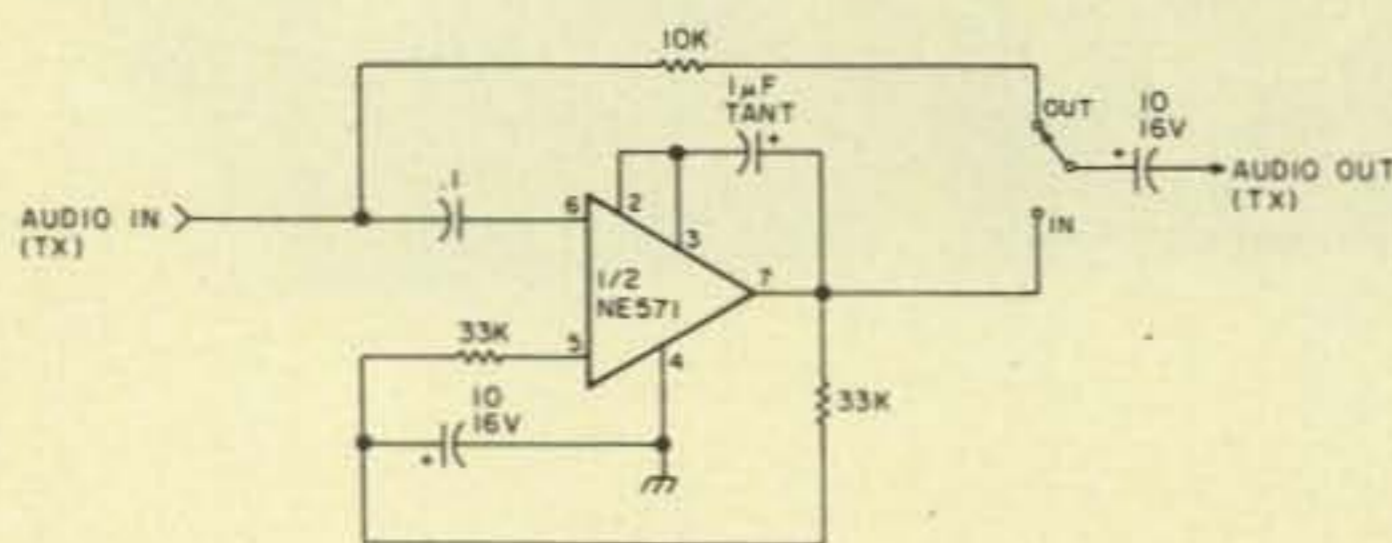 10K
1µF
TANT
OUT
10
16V
AUDIO OUT
(TX)
.1
AUDIO IN
(TX)
6
2
3
IN
1/2
NE571
7
33K
5
4
10
16V
33K
+
+
+